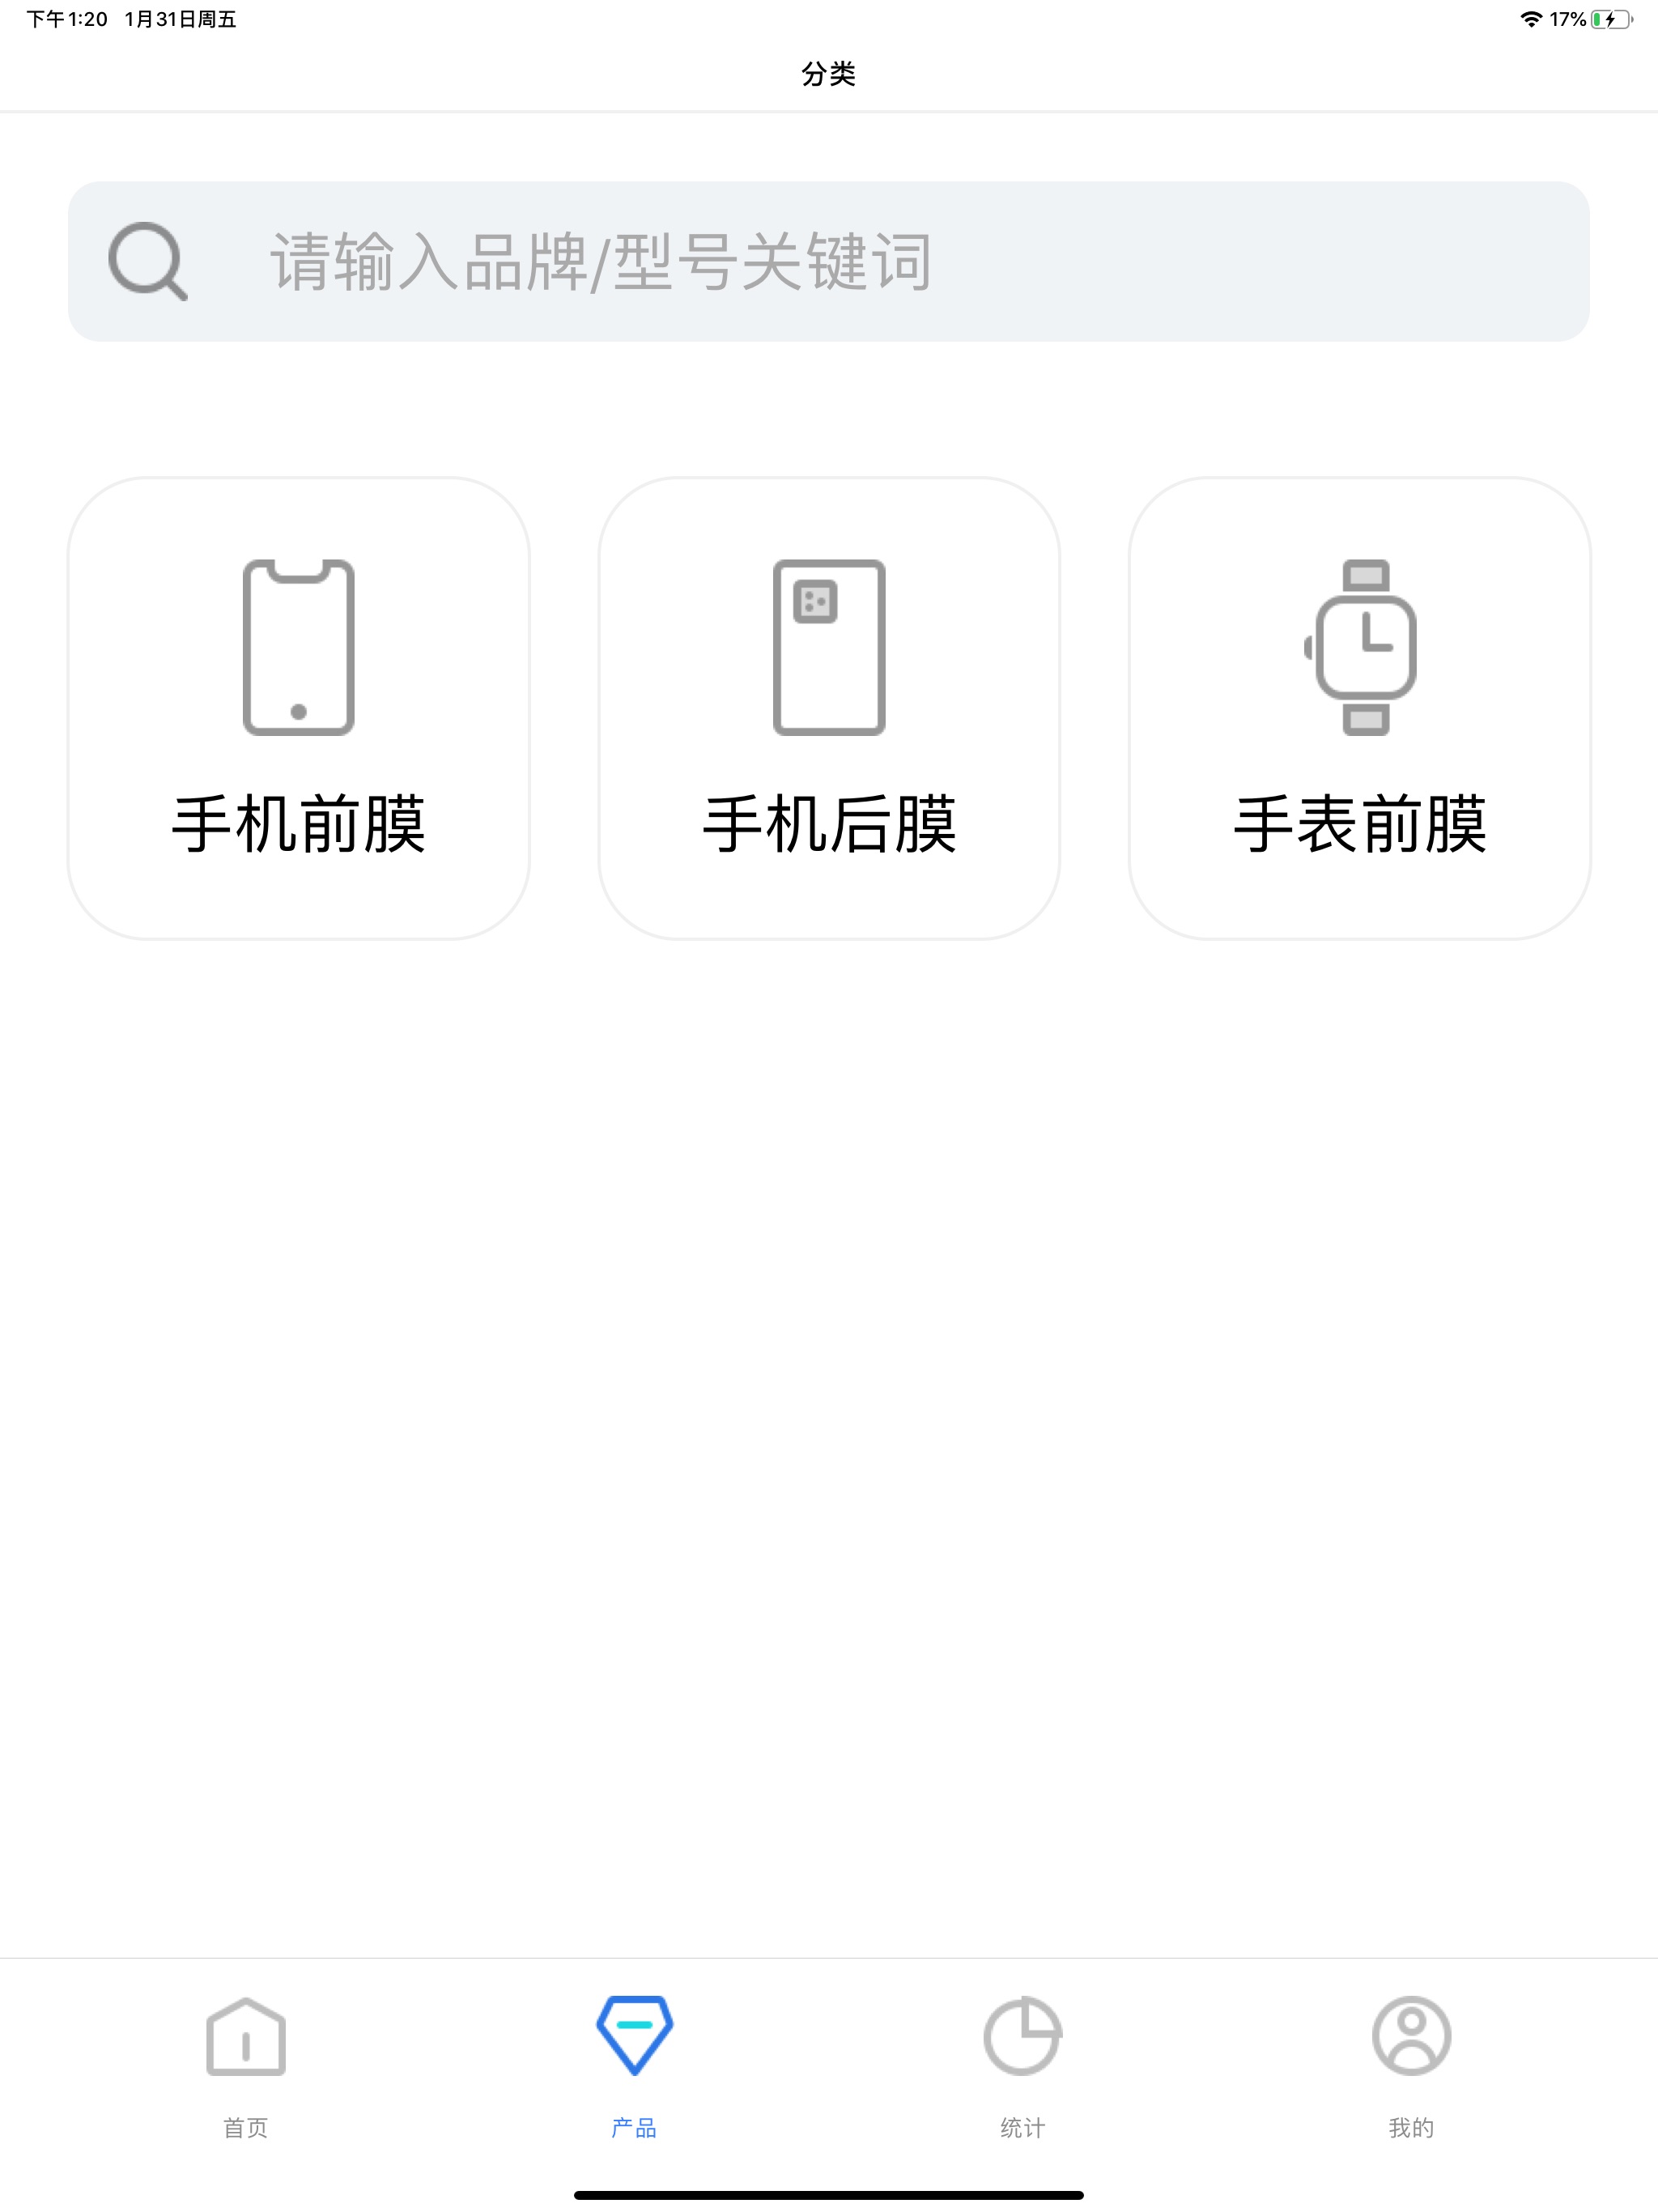 下午1:20 1月31日周五 17%
分类
请输入品牌/型号关键词
手机前膜 手机后膜 手表前膜
首页 产品 统计 我的